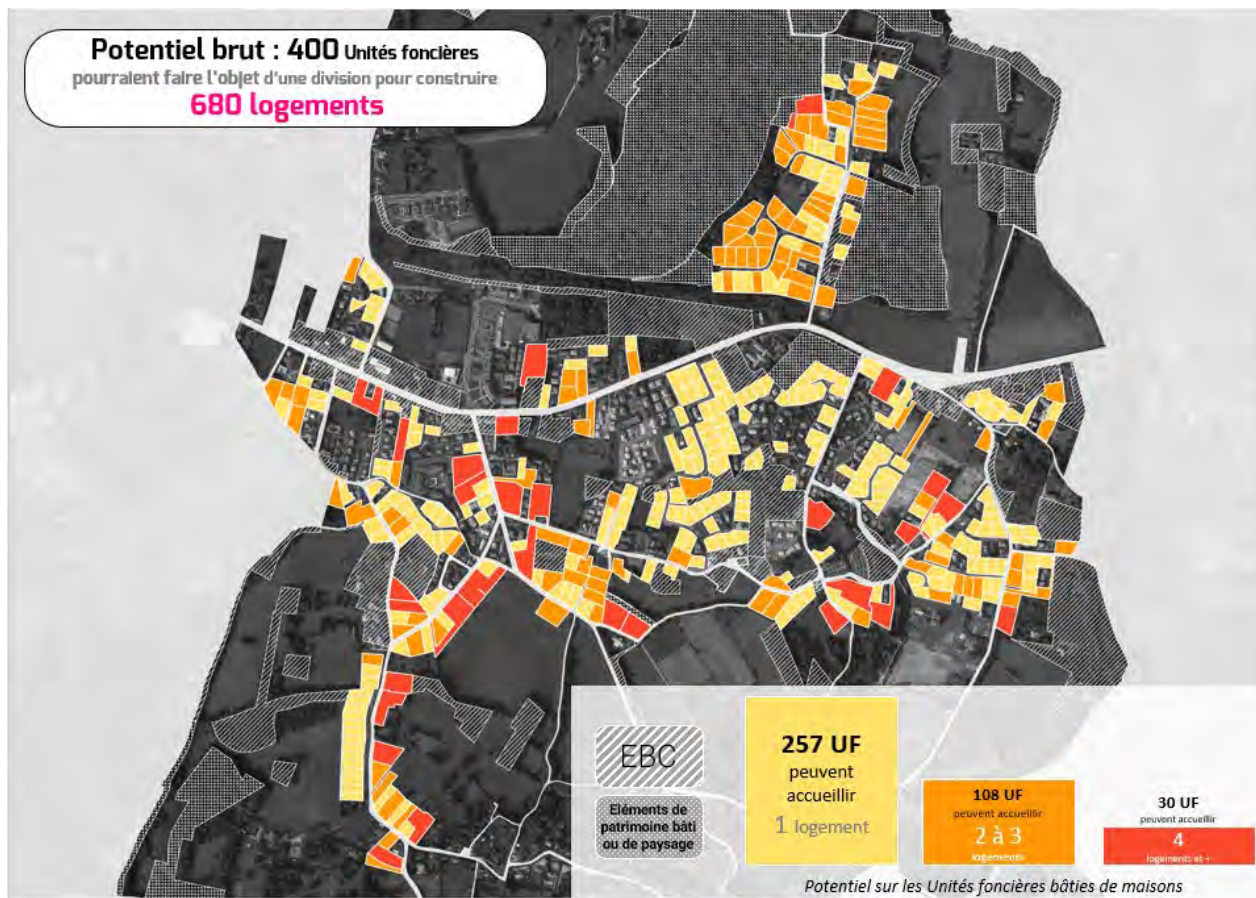 Potentiel brut : 400 Unités foncières
pourraient faire l'objet d'une division pour construire
680 logements
EBC
Eléments de
patrimoine bâti
ou de paysage
257 UF
peuvent
accueillir
1 logement
108 UF
peuvent accueillir
2 à 3
logements
30 UF
peuvent accueillir
4
logements et +
Potentiel sur les Unités foncières bâties de maisons